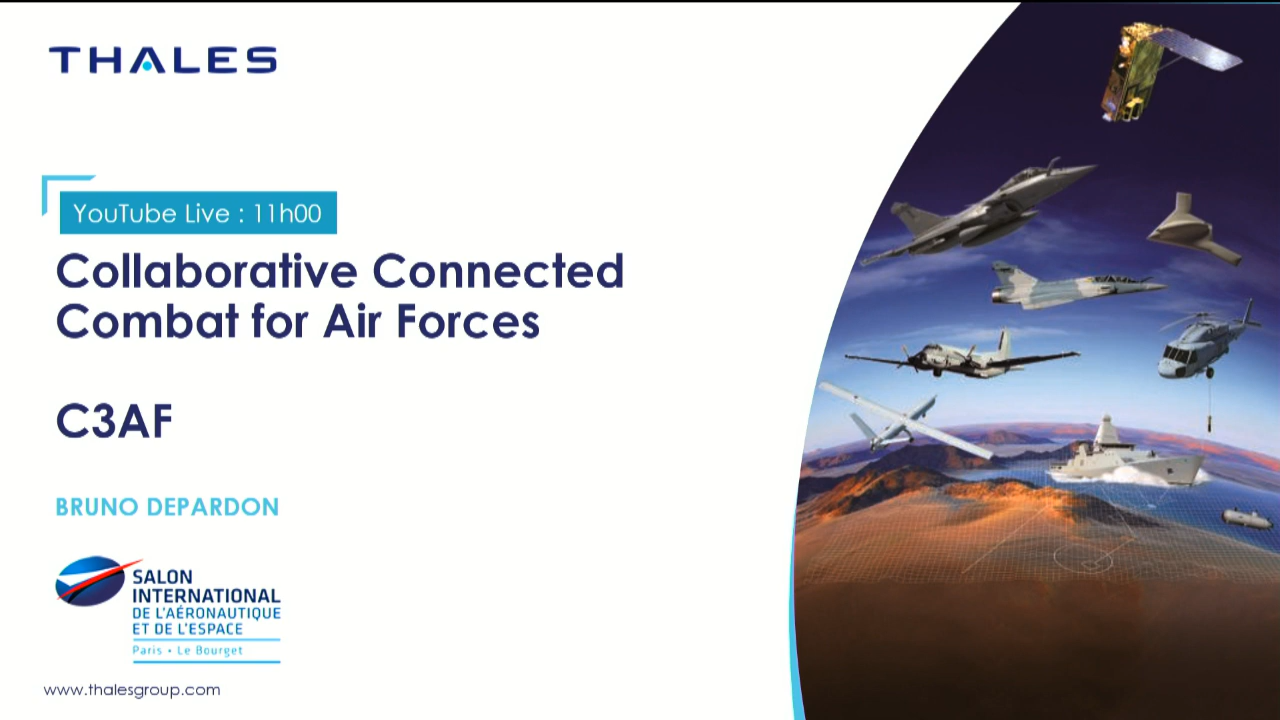 THALES
YouTube Live : 11h00
Collaborative Connected
Combat for Air Forces
C3AF
BRUNO DEPARDON
SALON
INTERNATIONAL
DE L'AÉRONAUTIQUE
ET DE L'ESPACE
Paris • Le Bourget
www.thalesgroup.com